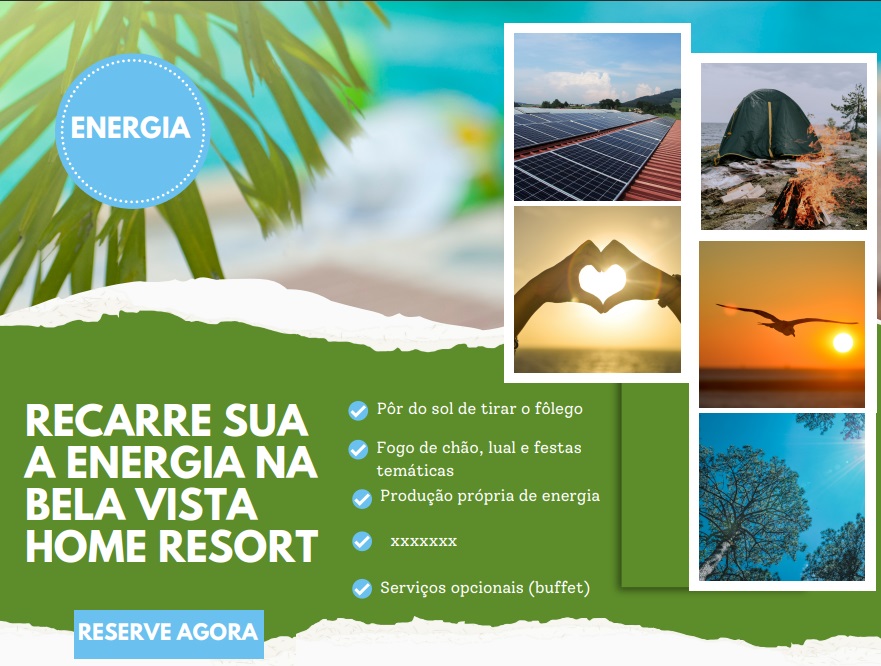 ENERGIA
RECARRE SUA
A ENERGIA NA
BELA VISTA
HOME RESORT
RESERVE AGORA
Pôr do sol de tirar o fôlego
Fogo de chão, lual e festas
temáticas
Produção própria de energia
xxxxxxx
Serviços opcionais (buffet)